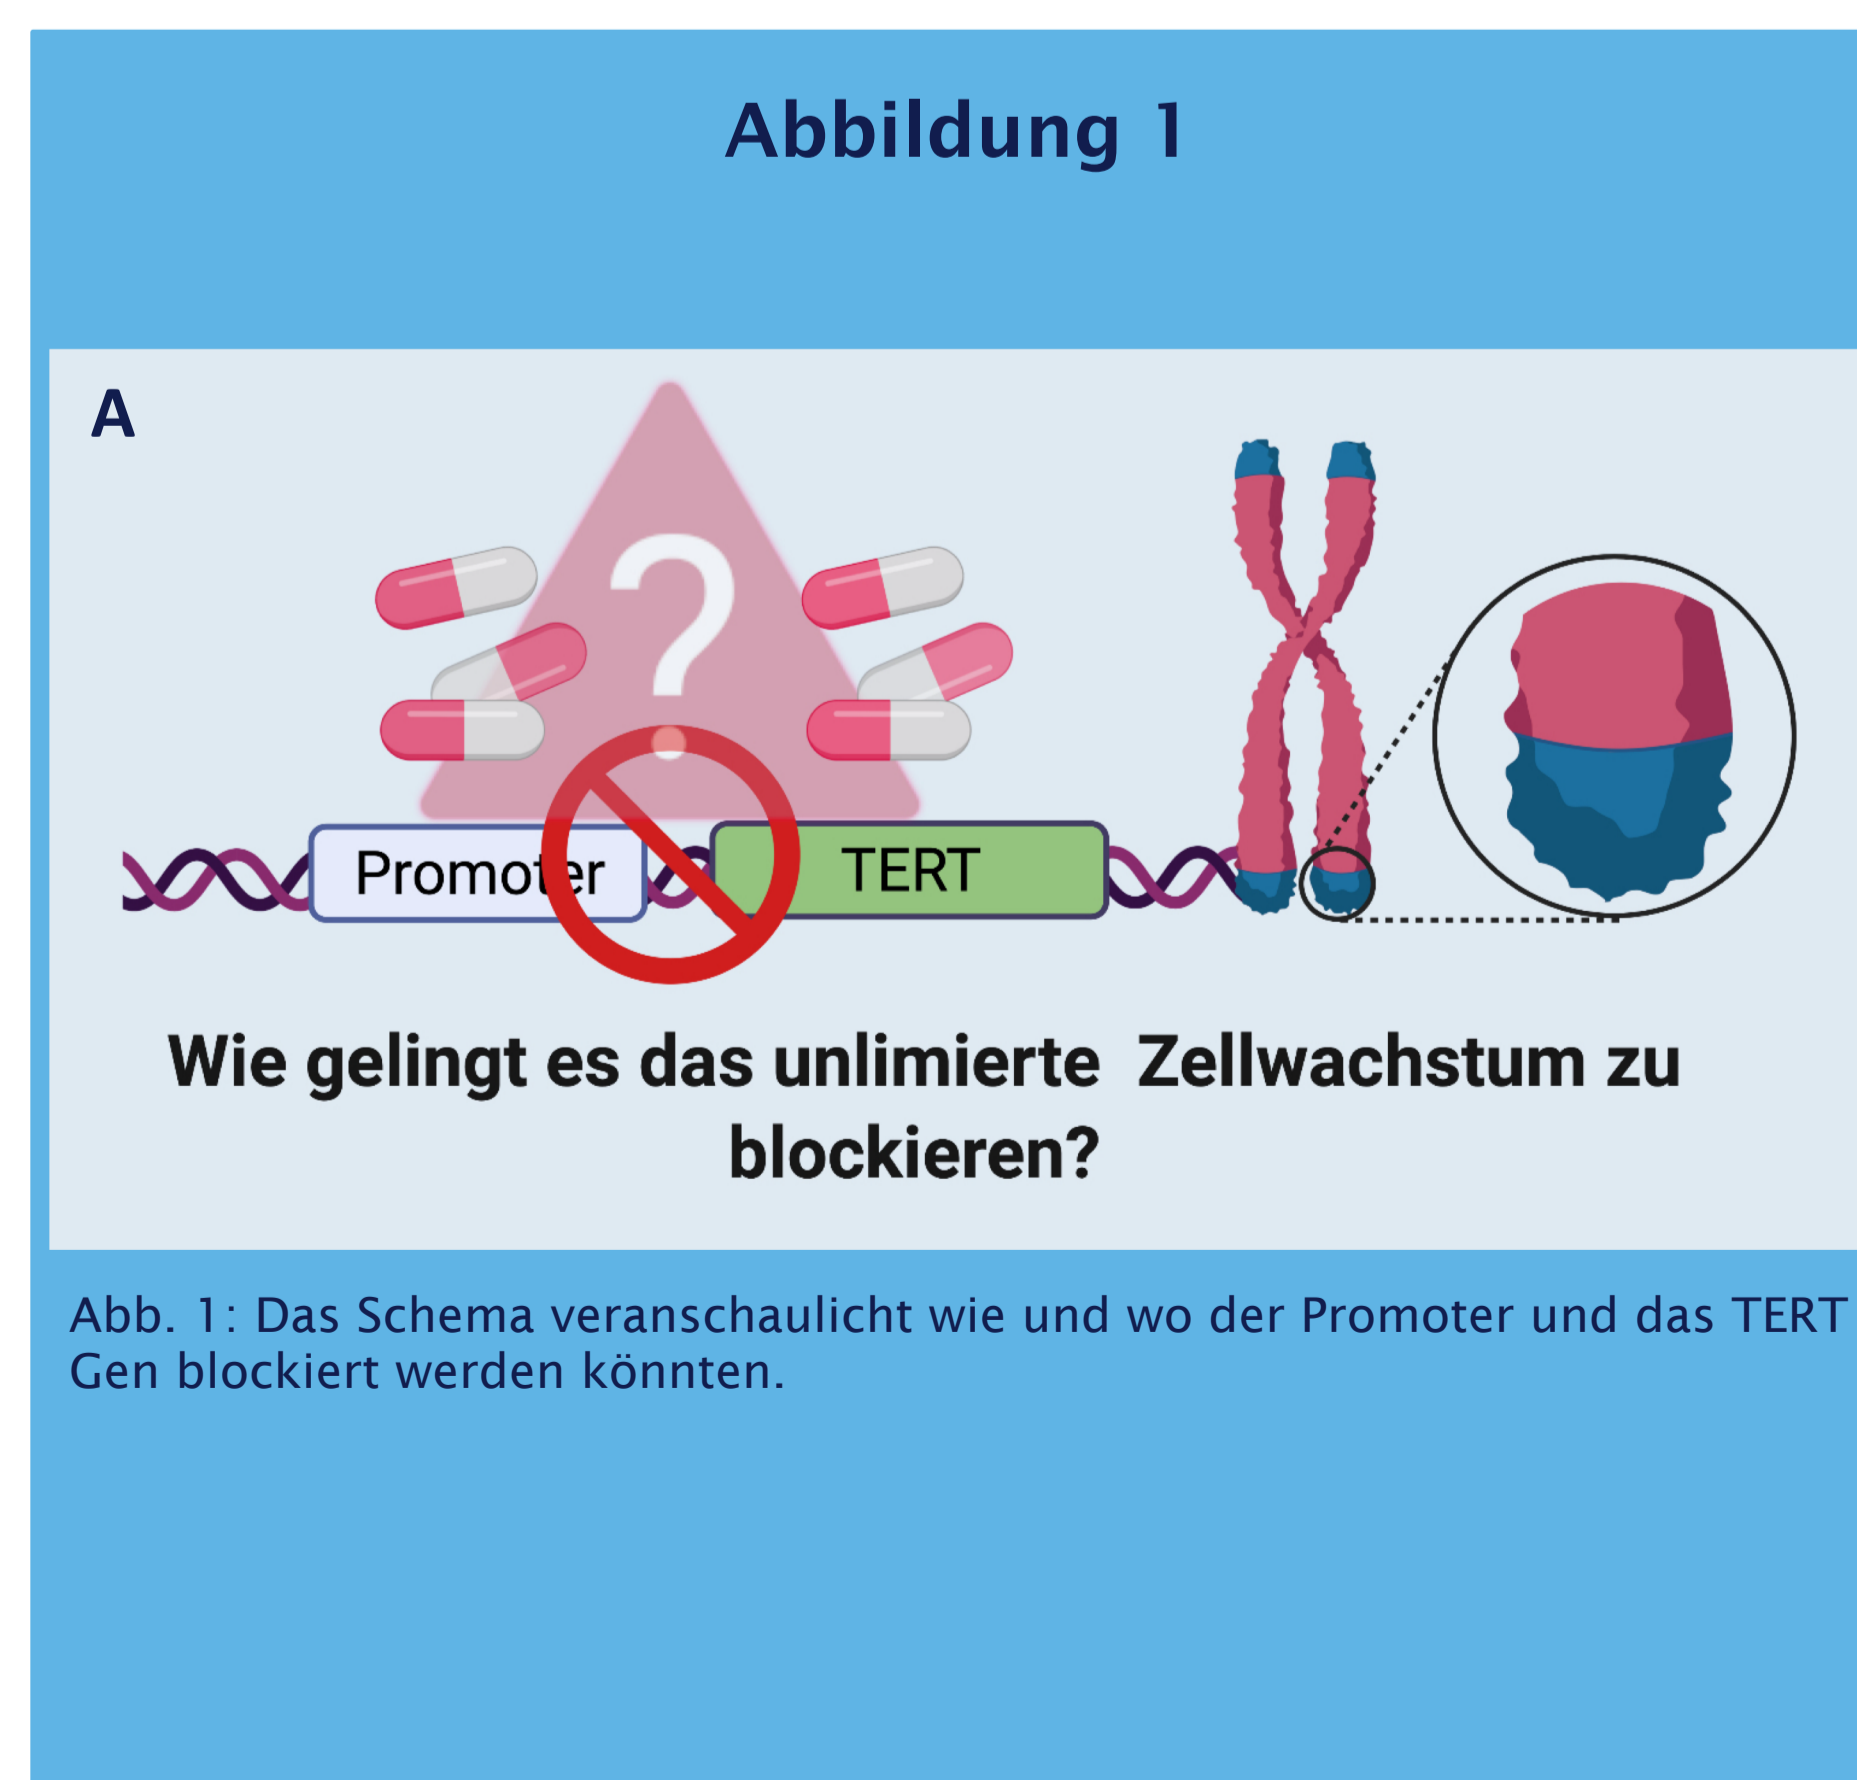 Abbildung 1
A
?
Promoter
TERT
Wie gelingt es das unlimierte Zellwachstum zu
blockieren?
Abb. 1: Das Schema veranschaulicht wie und wo der Promoter und das TERT
Gen blockiert werden könnten.